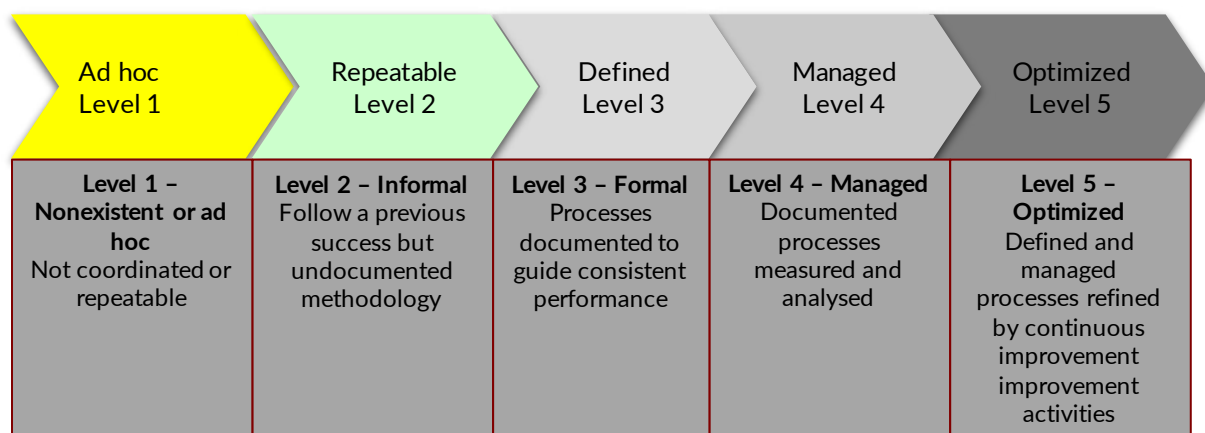 Ad hoc
Level 1
Repeatable
Level 2
Defined
Level 3
Managed
Level 4
Optimized
Level 5
Level 1 –
Nonexistent or ad
hoc
Not coordinated or
repeatable
Level 2 – Informal
Follow a previous
success but
undocumented
methodology
Level 3 – Formal
Processes
documented to
guide consistent
performance
Level 4 – Managed
Documented
processes
measured and
analysed
Level 5 –
Optimized
Defined and
managed
processes refined
by continuous
improvement
improvement
activities